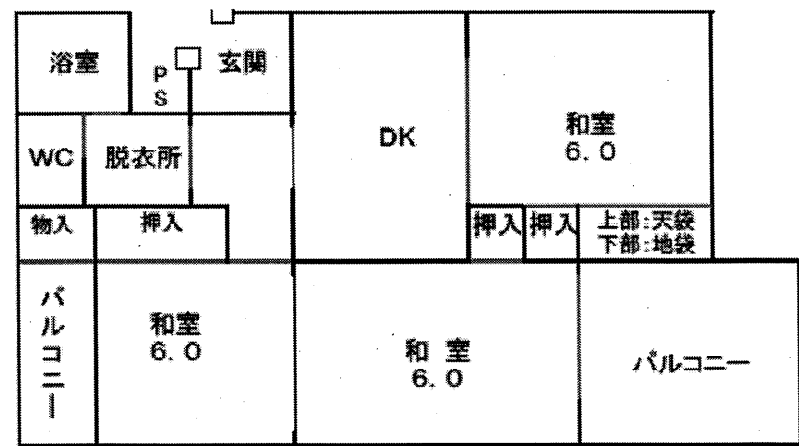 浴室
PS
玄関
DK
和室
6.0
WC
脱衣所
物入
押入
押入
押入
上部:天袋
下部:地袋
バルコニー
和室
6.0
和 室
6.0
バルコニー